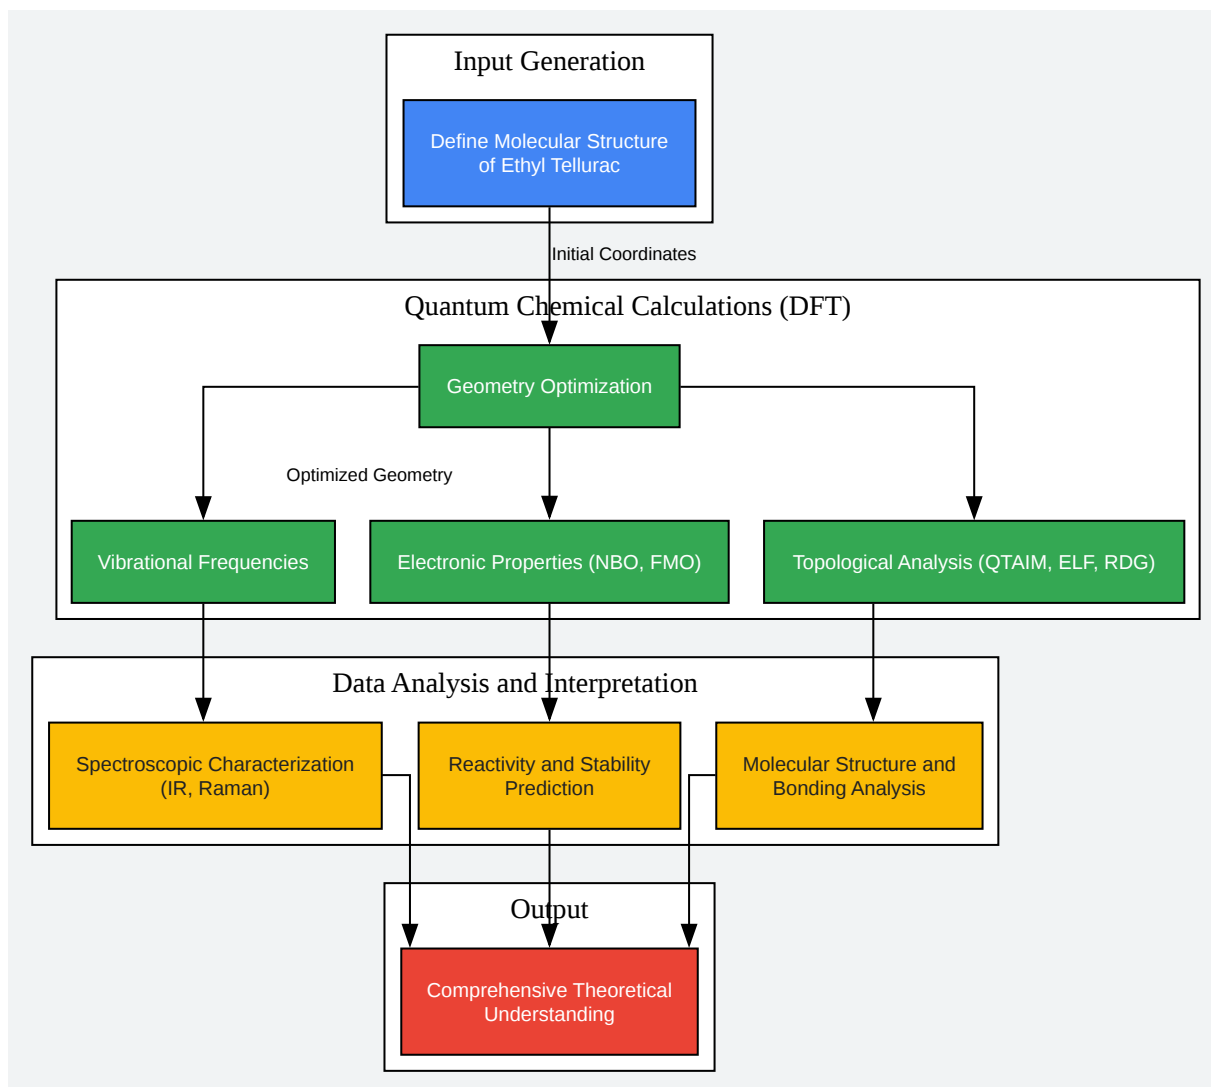 Input Generation
Define Molecular Structure
of Ethyl Tellurac
Initial Coordinates
Quantum Chemical Calculations (DFT)
Geometry Optimization
Optimized Geometry
Vibrational Frequencies
Electronic Properties (NBO, FMO)
Topological Analysis (QTAIM, ELF, RDG)
Data Analysis and Interpretation
Spectroscopic Characterization
(IR, Raman)
Reactivity and Stability
Prediction
Molecular Structure and
Bonding Analysis
Output
Comprehensive Theoretical
Understanding